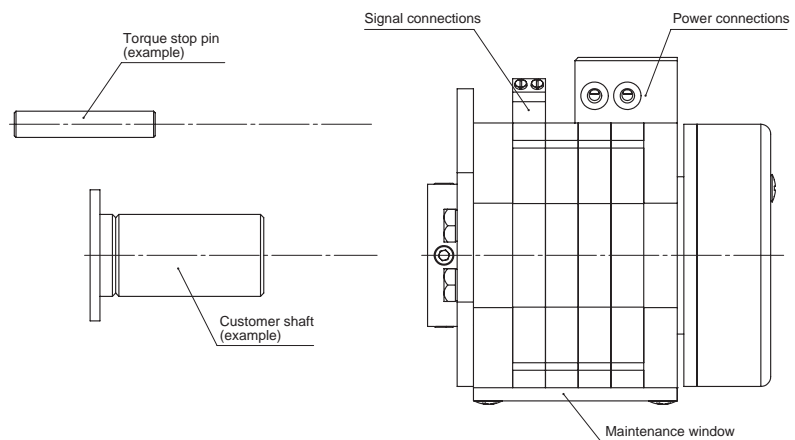 Signal connections
Power connections
Torque stop pin
(example)
Customer shaft
(example)
Maintenance window